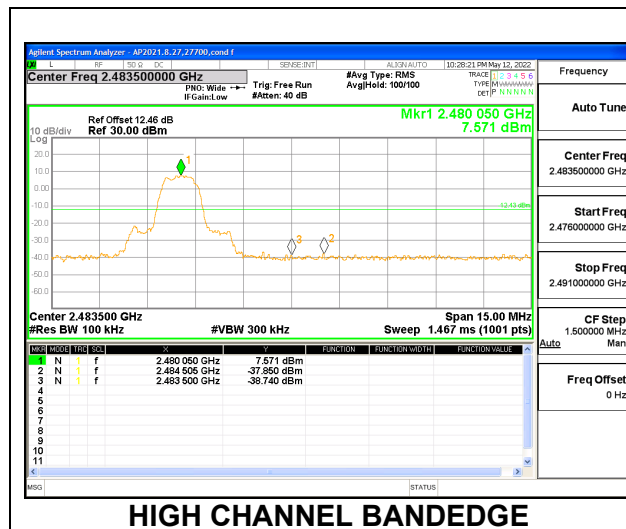 Agilent Spectrum Analyzer - AP2021.8.27,27700,cond f
L RF 50 Ω DC SENSE:INT ALIGN AUTO 10:28:21 PM May 12, 2022
Center Freq 2.483500000 GHz #Avg Type: RMS TRACE 1 2 3 4 5 6
PNO: Wide Trig: Free Run Avg|Hold: 100/100 TYPE M
IFGain:Low #Atten: 40 dB DET P N N N N N
Frequency
Auto Tune
Ref Offset 12.46 dB Mkr1 2.480 050 GHz
10 dB/div Ref 30.00 dBm 7.571 dBm
Log
20.0
10.0
0.00
-10.0
-20.0
-30.0
-40.0
-50.0
-60.0
1
3
2
Center Freq
2.483500000 GHz
Start Freq
2.476000000 GHz
Stop Freq
2.491000000 GHz
CF Step
1.500000 MHz
Auto Man
Freq Offset
0 Hz
Center 2.483500 GHz Span 15.00 MHz
#Res BW 100 kHz #VBW 300 kHz Sweep 1.467 ms (1001 pts)
MKR MODE TRC SCL X Y FUNCTION FUNCTION WIDTH FUNCTION VALUE
1 N 1 f 2.480 050 GHz 7.571 dBm
2 N 1 f 2.484 505 GHz -37.850 dBm
3 N 1 f 2.483 500 GHz -38.740 dBm
4
5
6
7
8
9
10
11
MSG STATUS
HIGH CHANNEL BANDEDGE